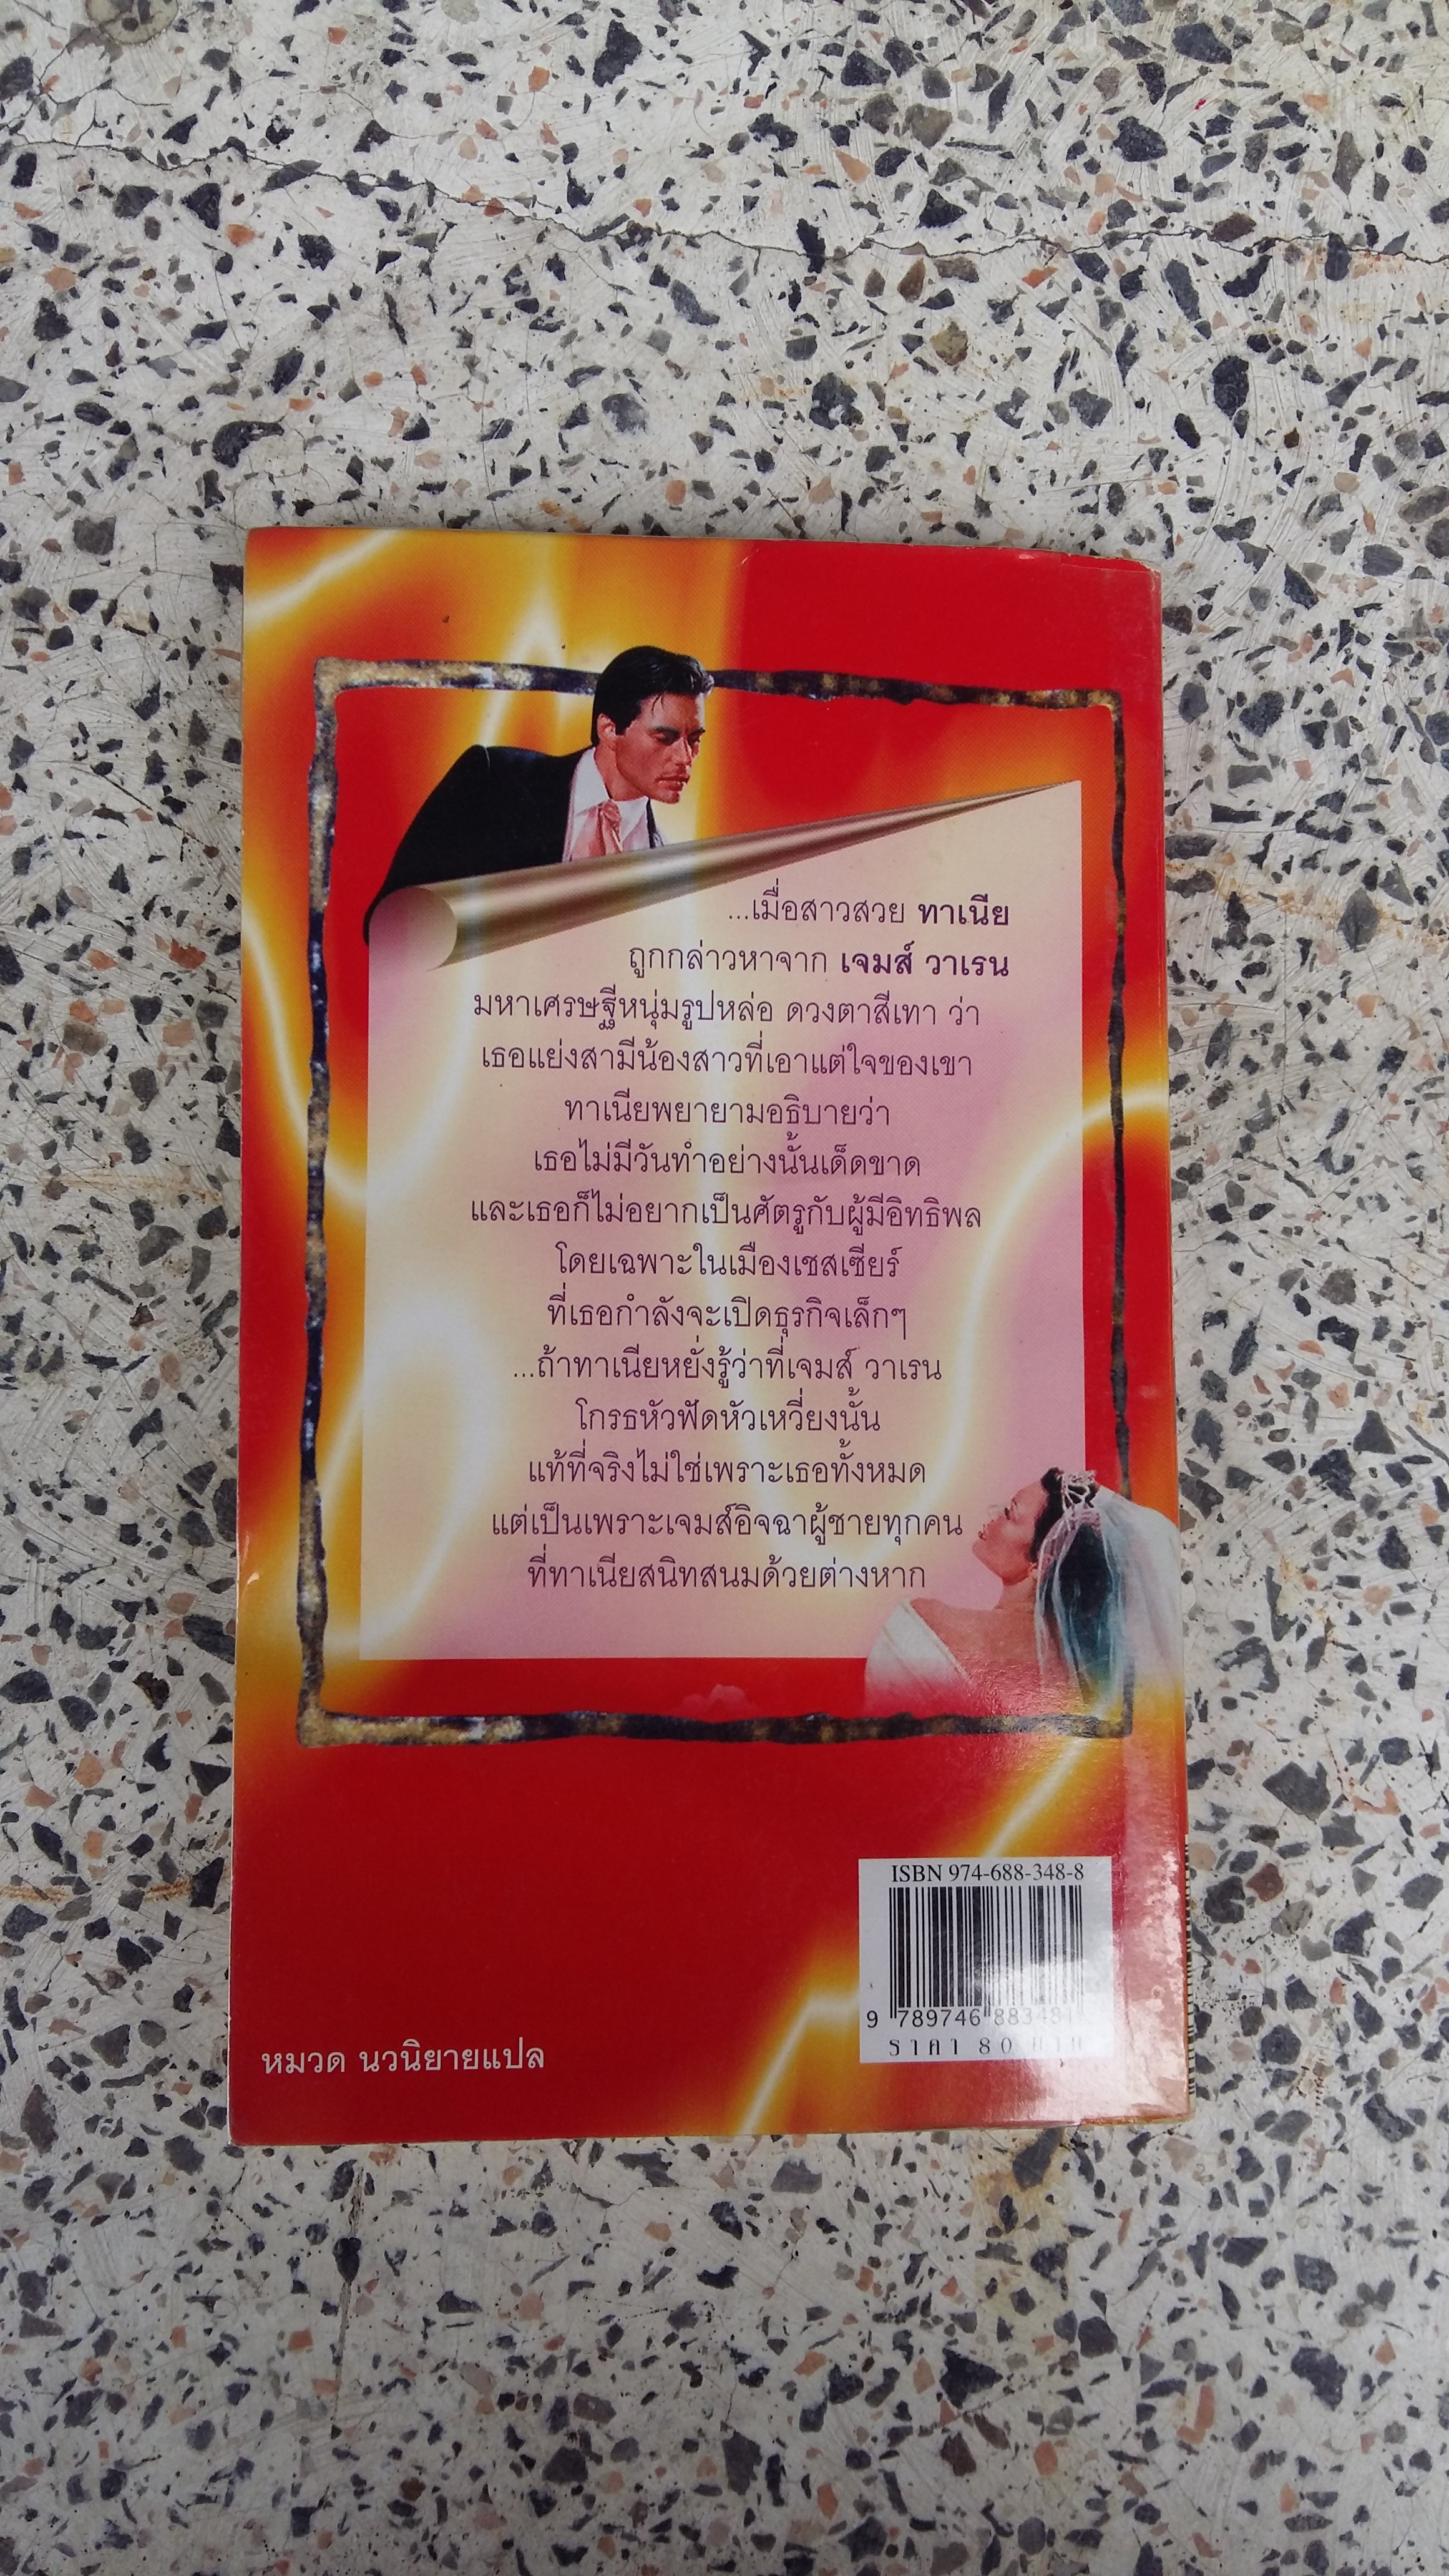 ...เมื่อสาวสวย ทาเนีย
ถูกกล่าวหาจาก เจมส์ วาเรน
มหาเศรษฐีหนุ่มรูปหล่อ ดวงตาสีเทา ว่า
เธอแย่งสามีน้องสาวที่เอาแต่ใจของเขา
ทาเนียพยายามอธิบายว่า
เธอไม่มีวันทำอย่างนั้นเด็ดขาด
และเธอก็ไม่อยากเป็นศัตรูกับผู้มีอิทธิพล
โดยเฉพาะในเมืองเชสเชียร์
ที่เธอกำลังจะเปิดธุรกิจเล็กๆ
...ถ้าทาเนียหยั่งรู้ว่าที่เจมส์ วาเรน
โกรธหัวฟัดหัวเหวี่ยงนั้น
แท้ที่จริงไม่ใช่เพราะเธอทั้งหมด
แต่เป็นเพราะเจมส์อิจฉาผู้ชายทุกคน
ที่ทาเนียสนิทสนมด้วยต่างหาก
ISBN 974-688-348-8
9 789746 883481
ราคา 80 บาท
หมวด นวนิยายแปล